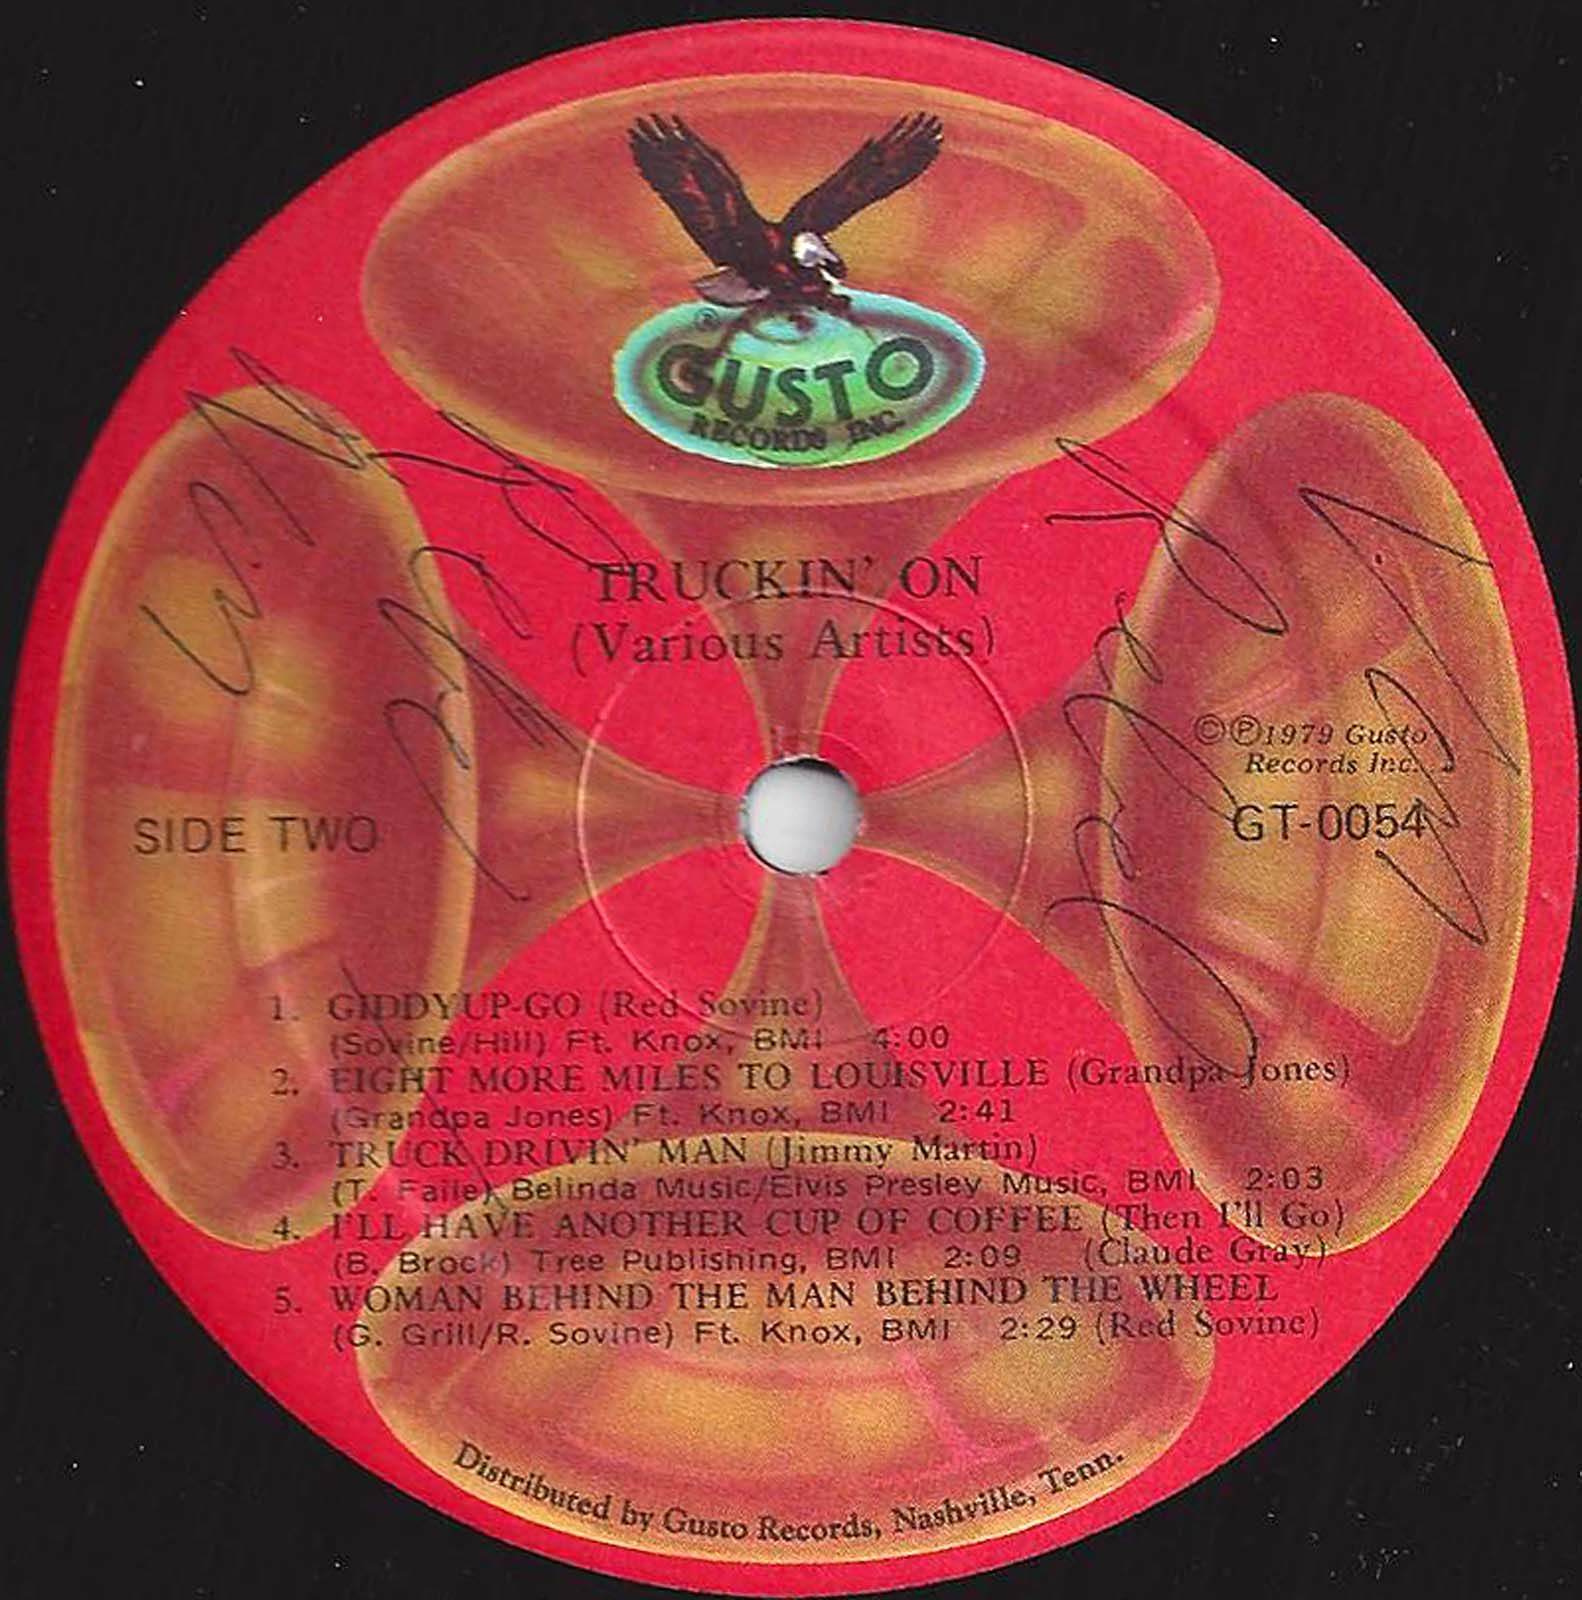 ®
GUSTO
RECORDS INC.
TRUCKIN' ON
(Various Artists)
©℗1979 Gusto
Records Inc.
SIDE TWO
GT-0054
1. GIDDYUP-GO (Red Sovine)
(Sovine/Hill) Ft. Knox, BMI 4:00
2. EIGHT MORE MILES TO LOUISVILLE (Grandpa Jones)
(Grandpa Jones) Ft. Knox, BMI 2:41
3. TRUCK DRIVIN' MAN (Jimmy Martin)
(T. Faile) Belinda Music/Elvis Presley Music, BMI 2:03
4. I'LL HAVE ANOTHER CUP OF COFFEE (Then I'll Go)
(B. Brock) Tree Publishing, BMI 2:09 (Claude Gray)
5. WOMAN BEHIND THE MAN BEHIND THE WHEEL
(G. Grill/R. Sovine) Ft. Knox, BMI 2:29 (Red Sovine)
Distributed by Gusto Records, Nashville, Tenn.